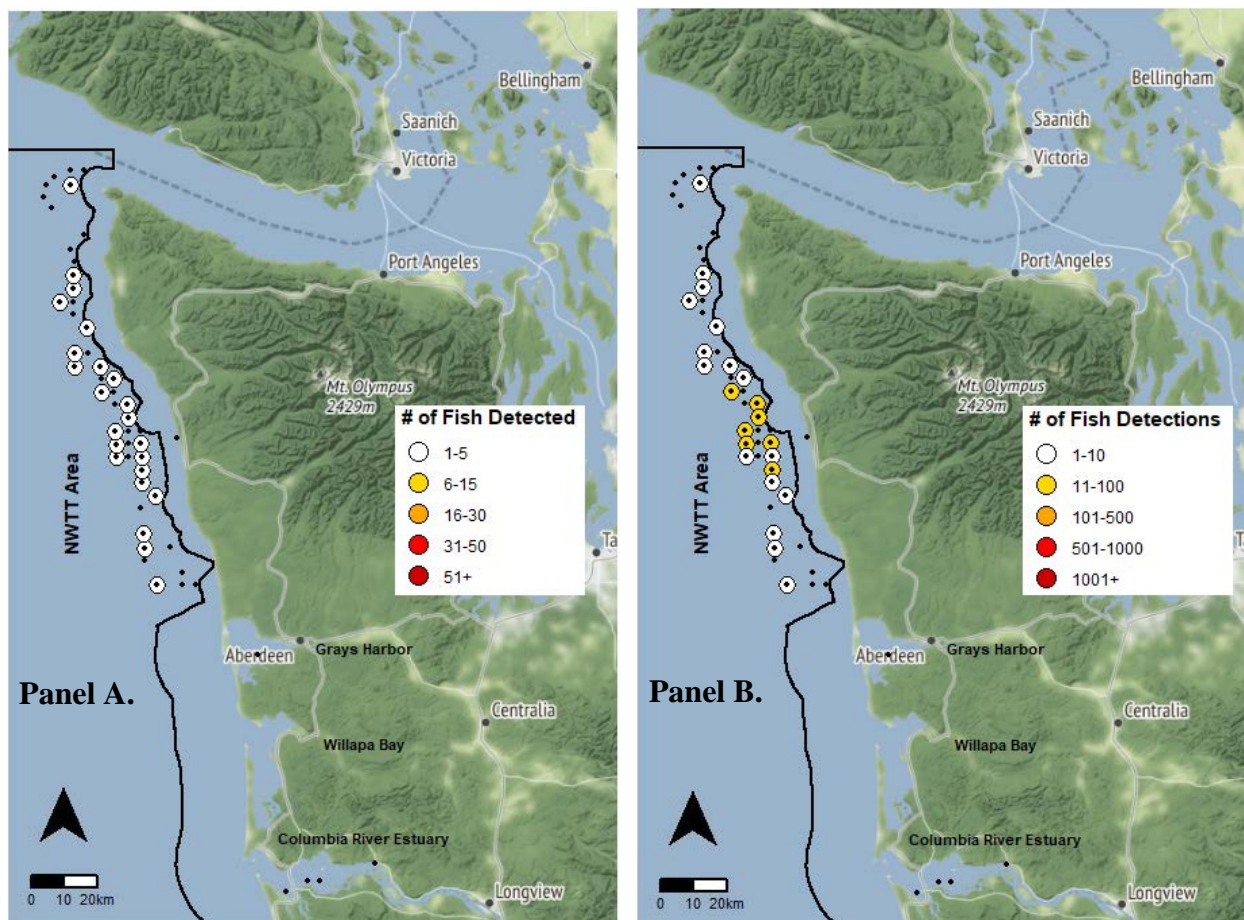 Bellingham
Saanich
Victoria
Port Angeles
Mt. Olympus
2429m
# of Fish Detected
1-5
6-15
16-30
31-50
51+
NWTT Area
Ta
Aberdeen
Grays Harbor
Panel A.
Centralia
Willapa Bay
Columbia River Estuary
Longview
0 10 20km
Bellingham
Saanich
Victoria
Port Angeles
Mt. Olympus
2429m
# of Fish Detections
1-10
11-100
101-500
501-1000
1001+
NWTT Area
Ta
Aberdeen
Grays Harbor
Panel B.
Centralia
Willapa Bay
Columbia River Estuary
Longview
0 10 20km